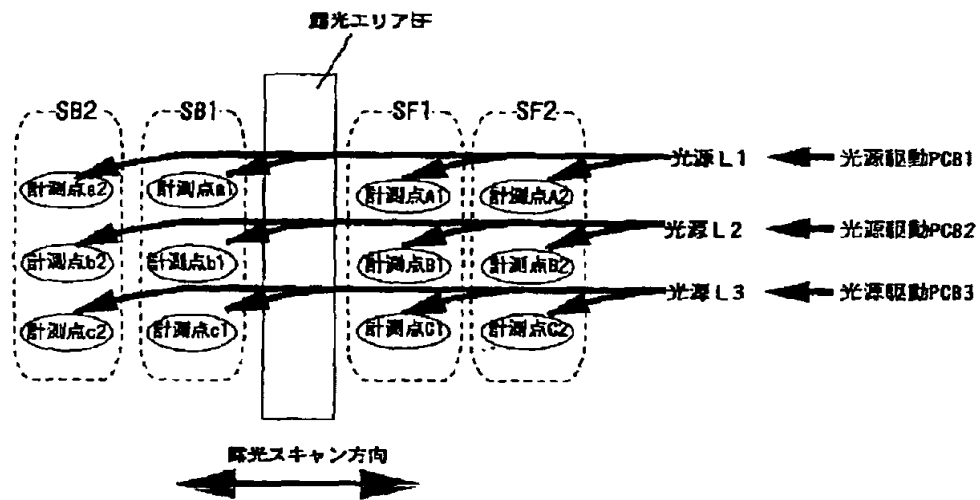 露光エリアEF
SB2 SB1 SF1 SF2
光源L1 光源駆動PCB1
計測点a2 計測点a1 計測点A1 計測点A2
光源L2 光源駆動PCB2
計測点b2 計測点b1 計測点B1 計測点B2
光源L3 光源駆動PCB3
計測点c2 計測点c1 計測点C1 計測点C2
露光スキャン方向